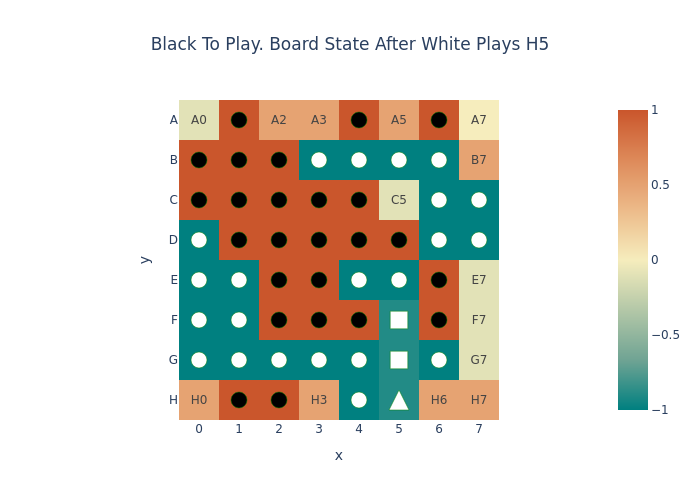 Black To Play. Board State After White Plays H5
A A0 A2 A3 A5 A7
B B7
C C5
D
E E7
F F7
G G7
H H0 H3 H6 H7
0 1 2 3 4 5 6 7
x
y
1
0.5
0
−0.5
−1